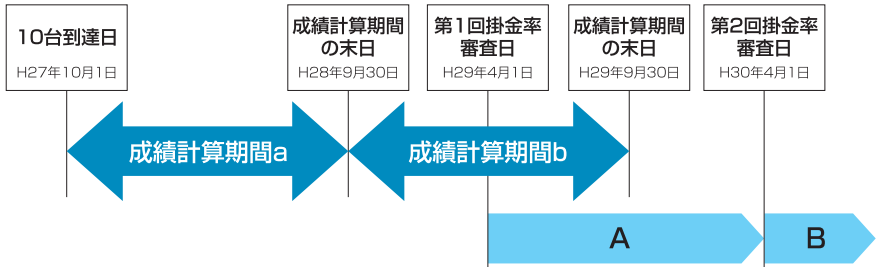 10台到達日
H27年10月1日
成績計算期間
の末日
H28年9月30日
第1回掛金率
審査日
H29年4月1日
成績計算期間
の末日
H29年9月30日
第2回掛金率
審査日
H30年4月1日
成績計算期間a
成績計算期間b
A
B